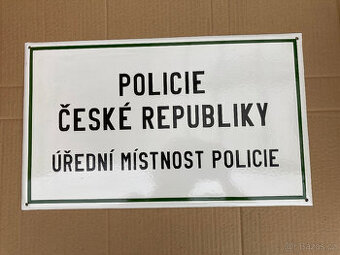 POLICIE
ČESKÉ REPUBLIKY
ÚŘEDNÍ MÍSTNOST POLICIE